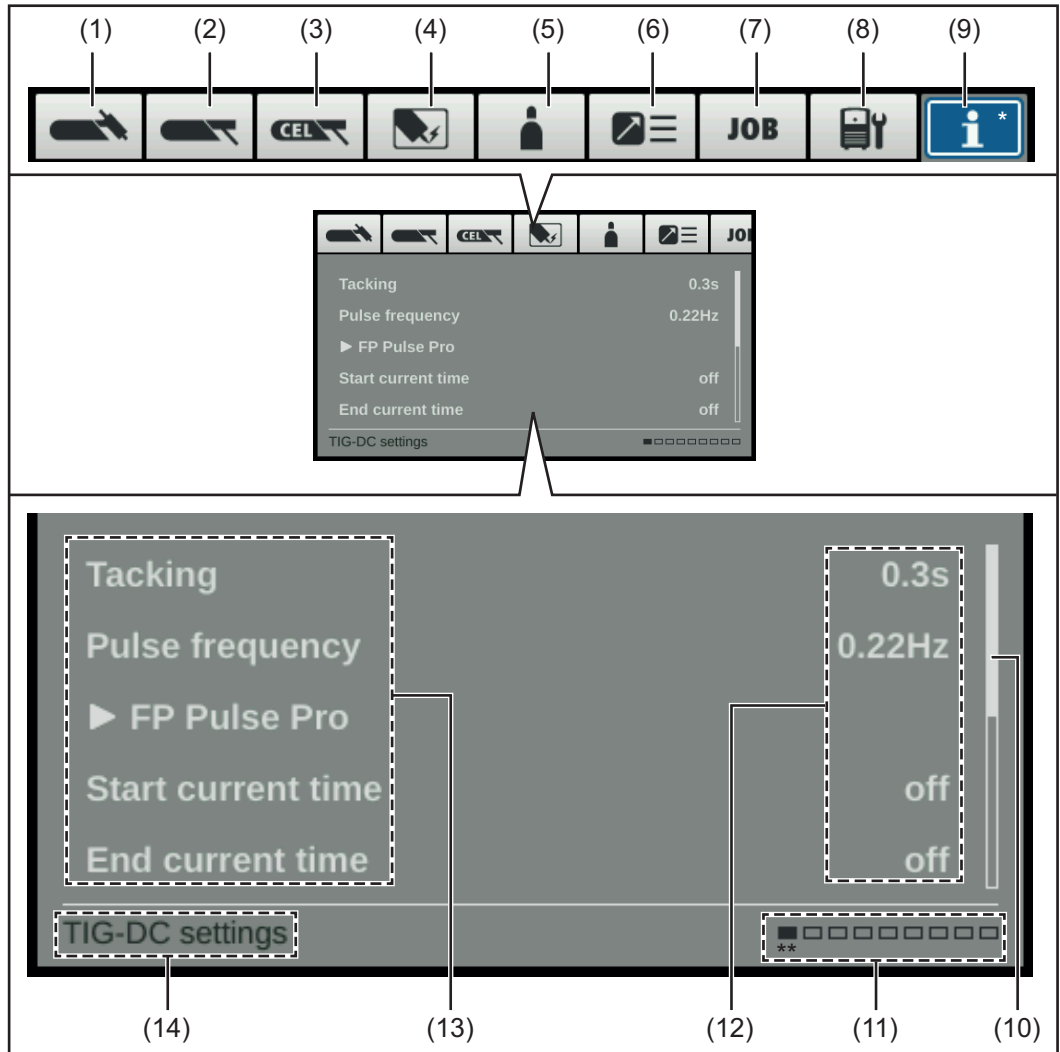 (1) (2) (3) (4) (5) (6) (7) (8) (9)
CEL JOB i *
CEL JO
Tacking 0.3s
Pulse frequency 0.22Hz
▶ FP Pulse Pro
Start current time off
End current time off
TIG-DC settings
Tacking 0.3s
Pulse frequency 0.22Hz
▶ FP Pulse Pro
Start current time off
End current time off
TIG-DC settings
**
(14) (13) (12) (11) (10)